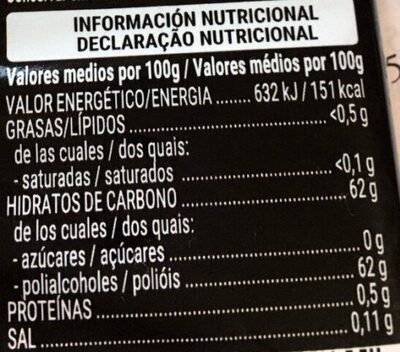 INFORMACIÓN NUTRICIONAL
DECLARAÇÃO NUTRICIONAL
Valores medios por 100g / Valores médios por 100g
VALOR ENERGÉTICO/ENERGIA ....... 632 kJ / 151 kcal
GRASAS/LÍPIDOS ............................ <0,5 g
de las cuales / dos quais:
- saturadas / saturados ........................ <0,1 g
HIDRATOS DE CARBONO ........................ 62 g
de los cuales / dos quais:
- azúcares / açúcares ............................ 0 g
- polialcoholes / polióis ........................ 62 g
PROTEÍNAS .................................... 0,5 g
SAL ............................................ 0,11 g